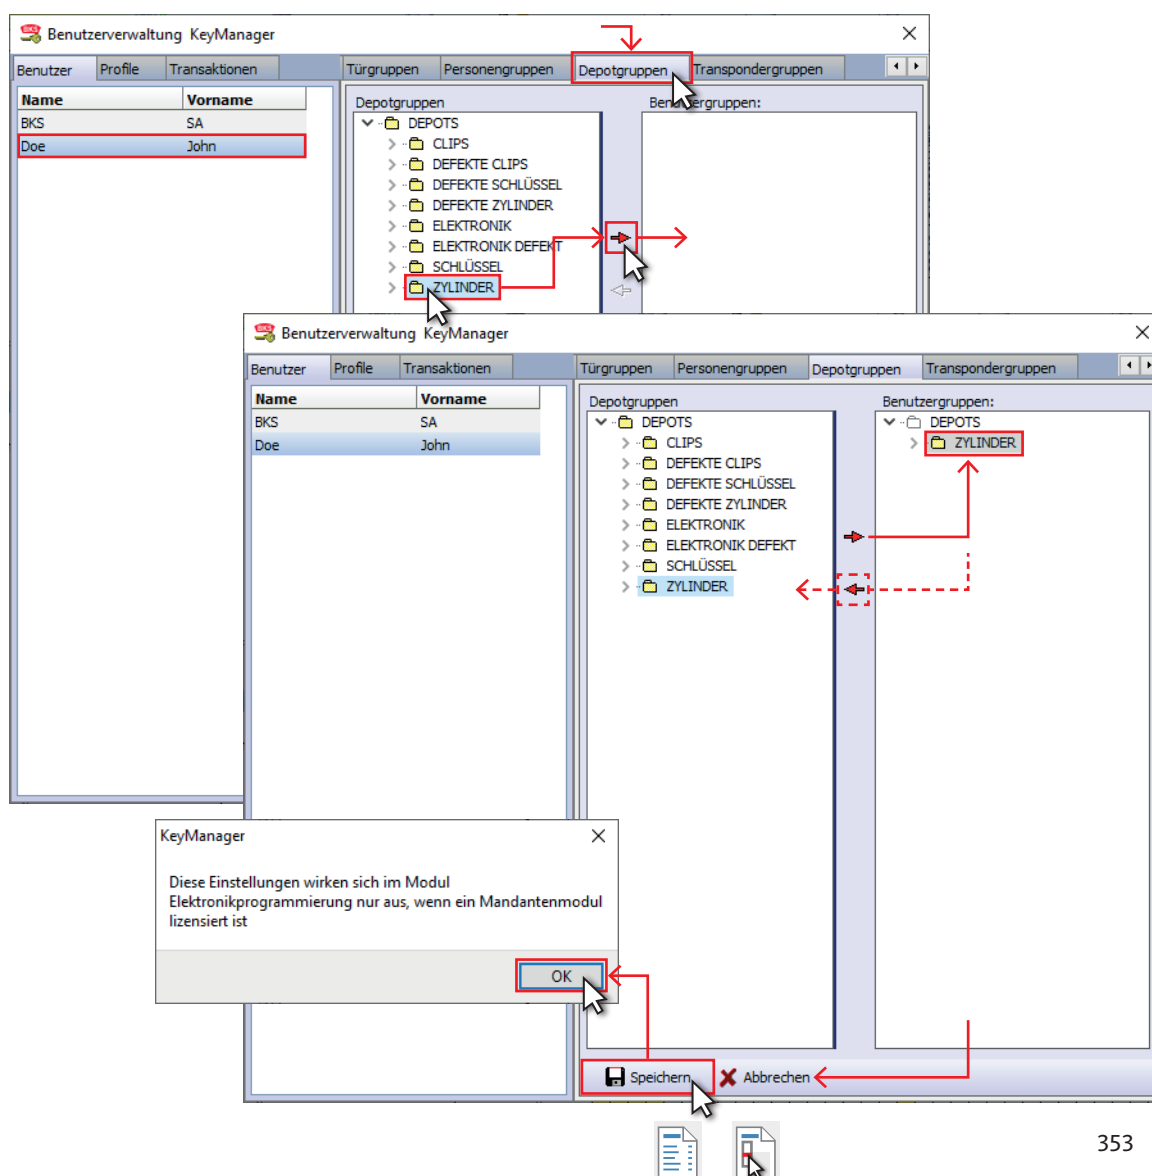 Benutzerverwaltung KeyManager
Benutzer Profile Transaktionen
Türgruppen Personengruppen Depotgruppen Transpondergruppen
Name Vorname
BKS SA
Doe John
Depotgruppen
DEPOTS
CLIPS
DEFEKTE CLIPS
DEFEKTE SCHLÜSSEL
DEFEKTE ZYLINDER
ELEKTRONIK
ELEKTRONIK DEFEKT
SCHLÜSSEL
ZYLINDER
Benutzergruppen:
BKS Benutzerverwaltung KeyManager
Benutzer Profile Transaktionen
Türgruppen Personengruppen Depotgruppen Transpondergruppen
Name Vorname
BKS SA
Doe John
Depotgruppen
DEPOTS
CLIPS
DEFEKTE CLIPS
DEFEKTE SCHLÜSSEL
DEFEKTE ZYLINDER
ELEKTRONIK
ELEKTRONIK DEFEKT
SCHLÜSSEL
ZYLINDER
Benutzergruppen:
DEPOTS
ZYLINDER
KeyManager
Diese Einstellungen wirken sich im Modul
Elektronikprogrammierung nur aus, wenn ein Mandantenmodul
lizensiert ist
OK
Speichern Abbrechen
353